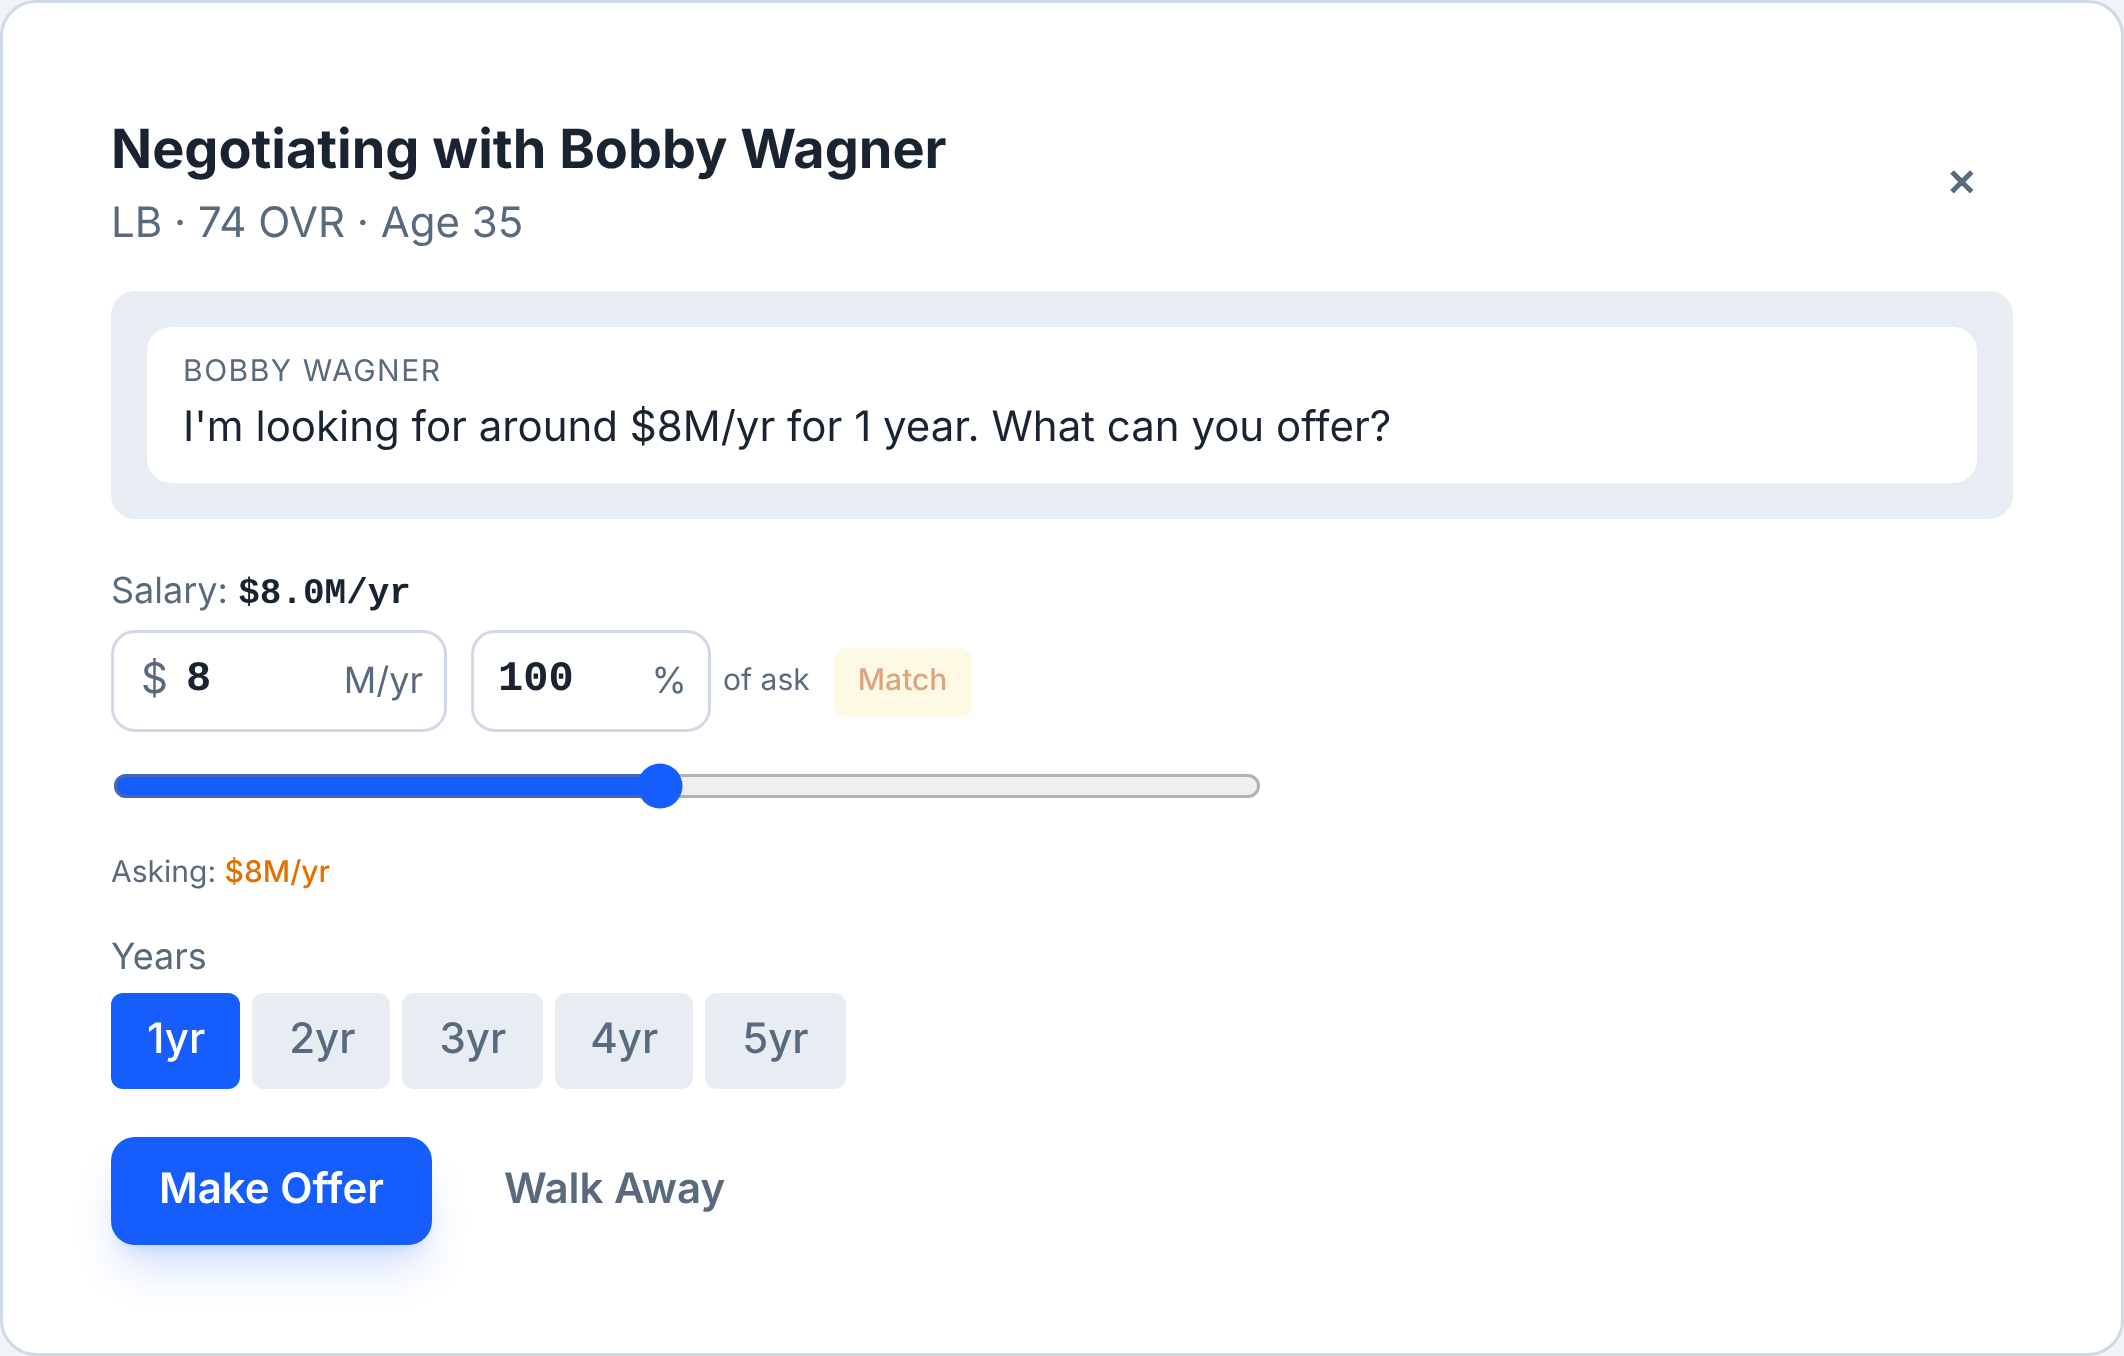 Negotiating with Bobby Wagner
×
LB · 74 OVR · Age 35
BOBBY WAGNER
I'm looking for around $8M/yr for 1 year. What can you offer?
Salary: $8.0M/yr
$ 8 M/yr 100 % of ask Match
Asking: $8M/yr
Years
1yr 2yr 3yr 4yr 5yr
Make Offer Walk Away